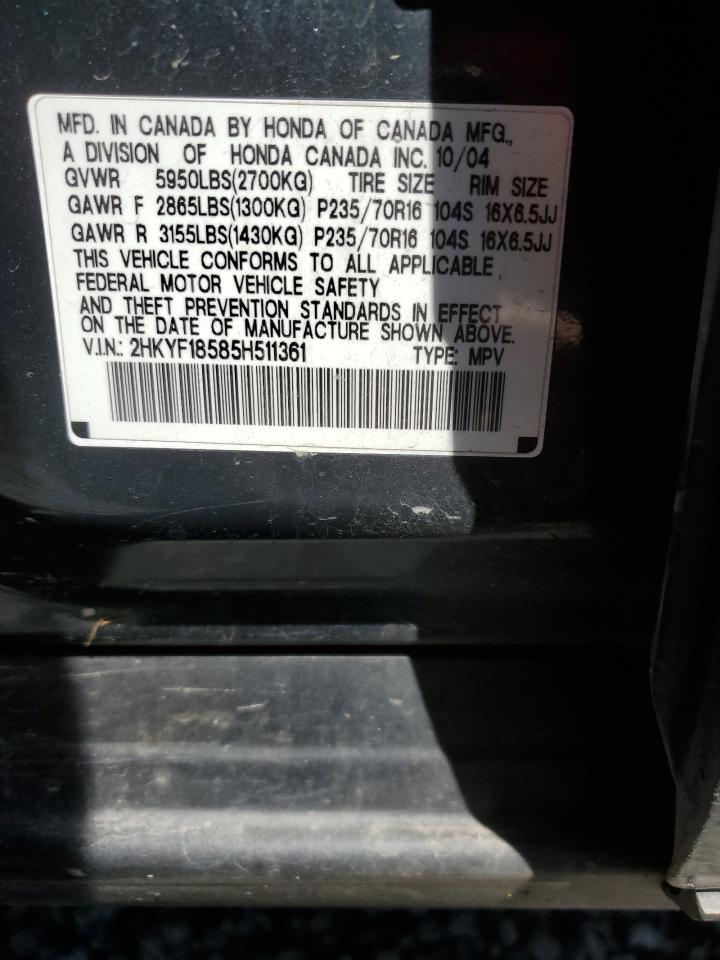 MFD. IN CANADA BY HONDA OF CANADA MFG.,
A DIVISION OF HONDA CANADA INC. 10/04
GVWR 5950LBS(2700KG) TIRE SIZE RIM SIZE
GAWR F 2865LBS(1300KG) P235/70R16 104S 16X6.5JJ
GAWR R 3155LBS(1430KG) P235/70R16 104S 16X6.5JJ
THIS VEHICLE CONFORMS TO ALL APPLICABLE
FEDERAL MOTOR VEHICLE SAFETY
AND THEFT PREVENTION STANDARDS IN EFFECT
ON THE DATE OF MANUFACTURE SHOWN ABOVE.
V.I.N.: 2HKYF18585H511361 TYPE: MPV